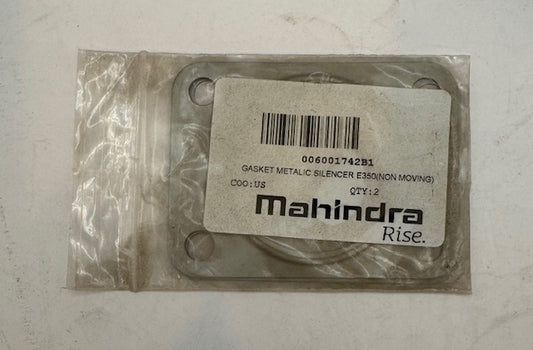 006001742B1
GASKET METALIC SILENCER E350(NON MOVING)
COO:US QTY:2
Mahindra
Rise.